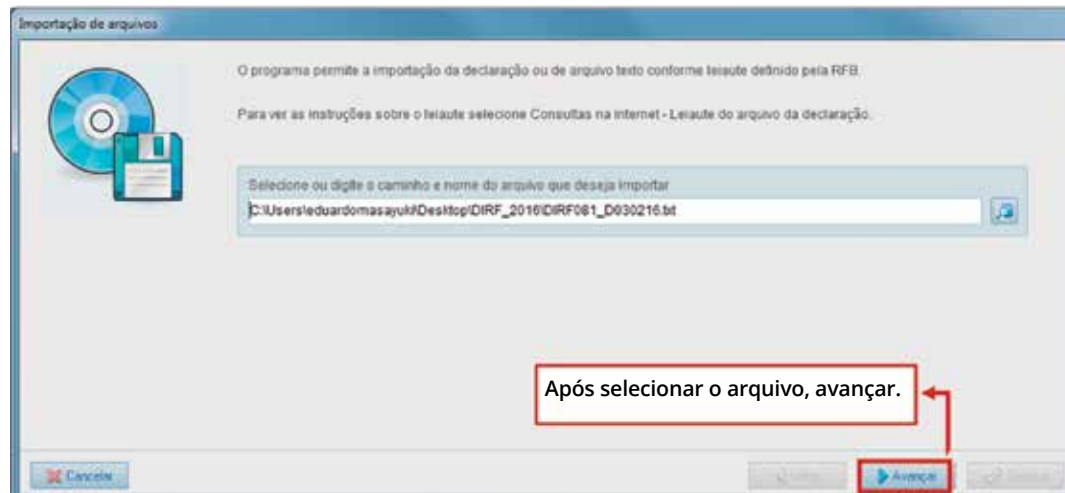 Importação de arquivos
O programa permite a importação da declaração ou de arquivo texto conforme leiaute definido pela RFB.
Para ver as instruções sobre o leiaute selecione Consultas na Internet - Leiaute do arquivo da declaração.
Selecione ou digite o caminho e nome do arquivo que deseja importar
C:\Users\eduardomasayuki\Desktop\DIRF_2016\DIRF081_D030216.txt
Após selecionar o arquivo, avançar.
Cancelar
Avançar